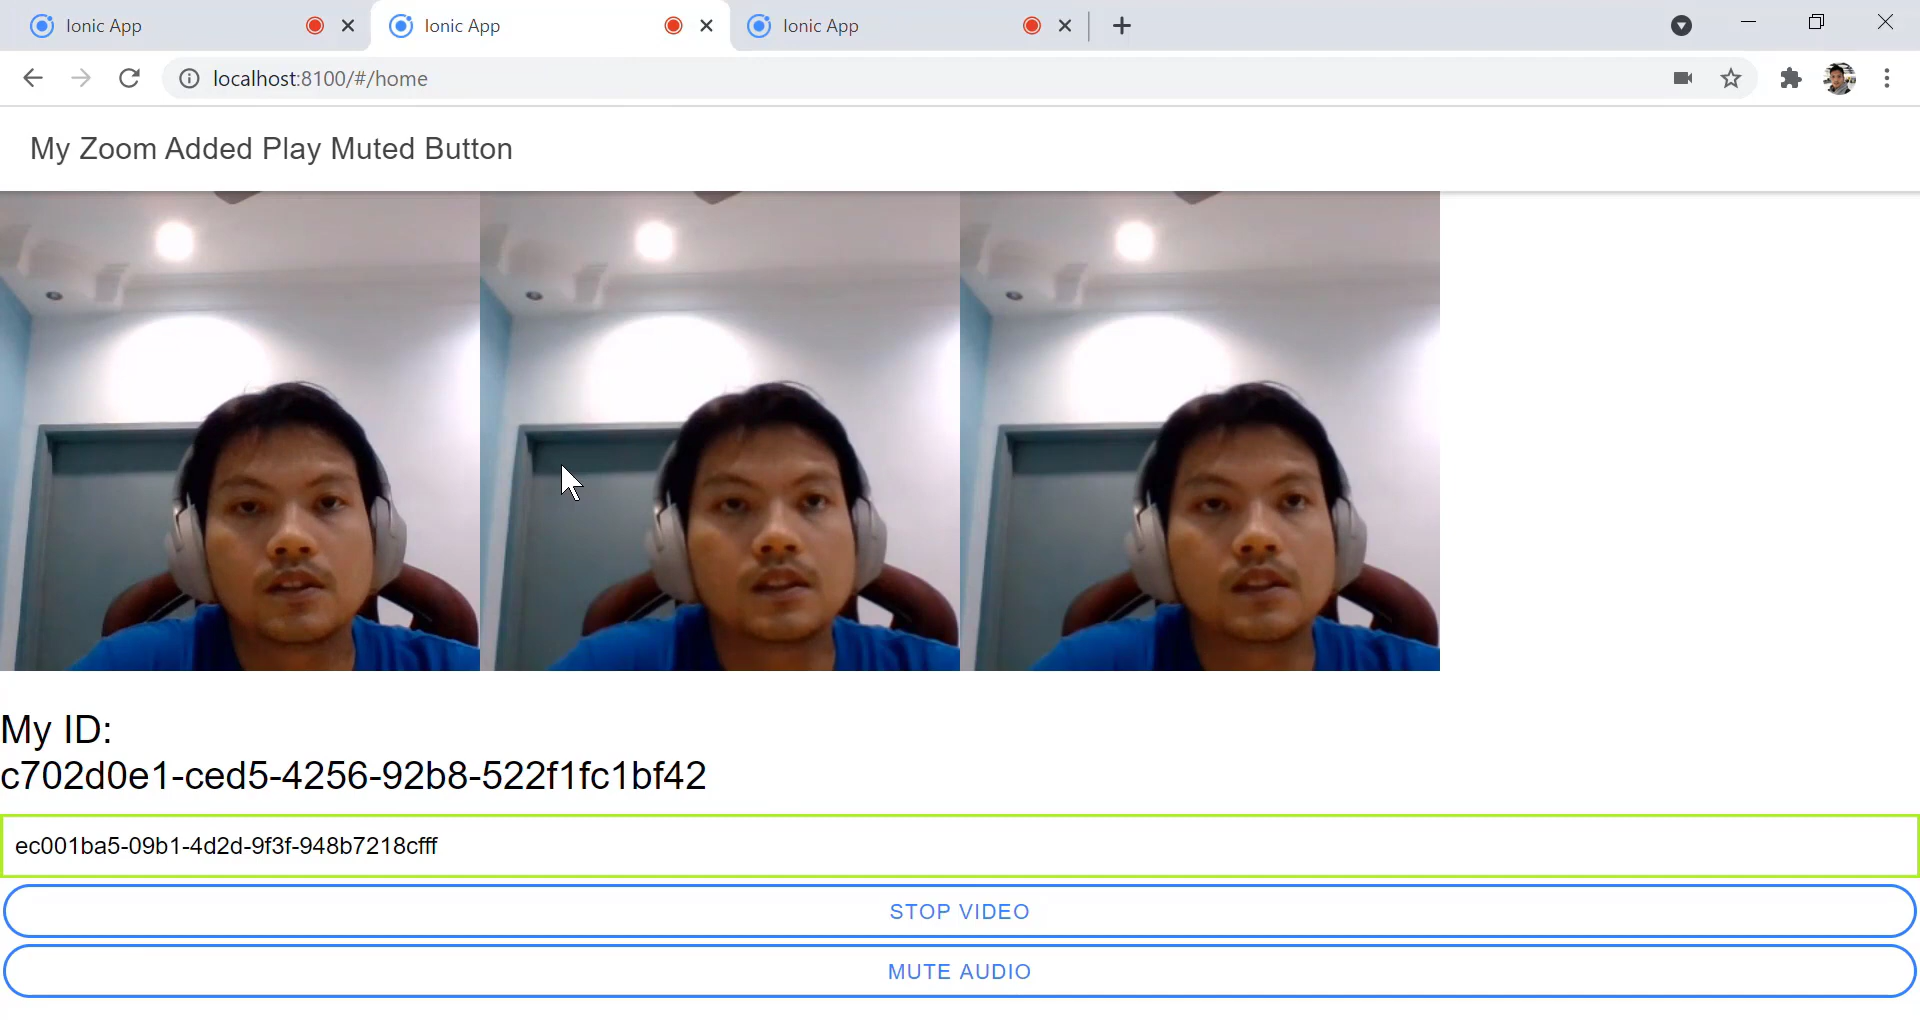 Ionic App
Ionic App
Ionic App
localhost:8100/#/home
My Zoom Added Play Muted Button
My ID:
c702d0e1-ced5-4256-92b8-522f1fc1bf42
ec001ba5-09b1-4d2d-9f3f-948b7218cfff
STOP VIDEO
MUTE AUDIO